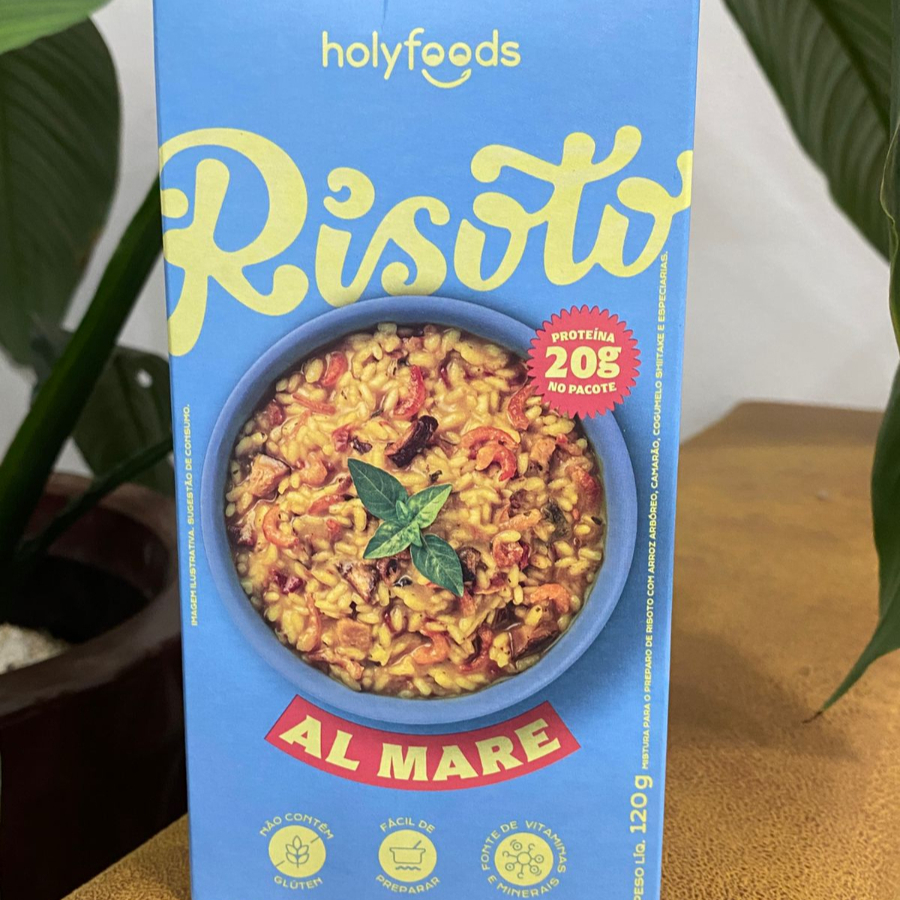 holyfoods
Risoto
PROTEÍNA
20g
NO PACOTE
IMAGEM ILUSTRATIVA. SUGESTÃO DE CONSUMO.
MISTURA PARA O PREPARO DE RISOTO COM ARROZ ARBÓREO, CAMARÃO, COGUMELO SHIITAKE E ESPECIARIAS.
AL MARE
NÃO CONTÉM
GLÚTEN
FÁCIL DE
PREPARAR
FONTE DE VITAMINAS
E MINERAIS
PESO LÍQ. 120g